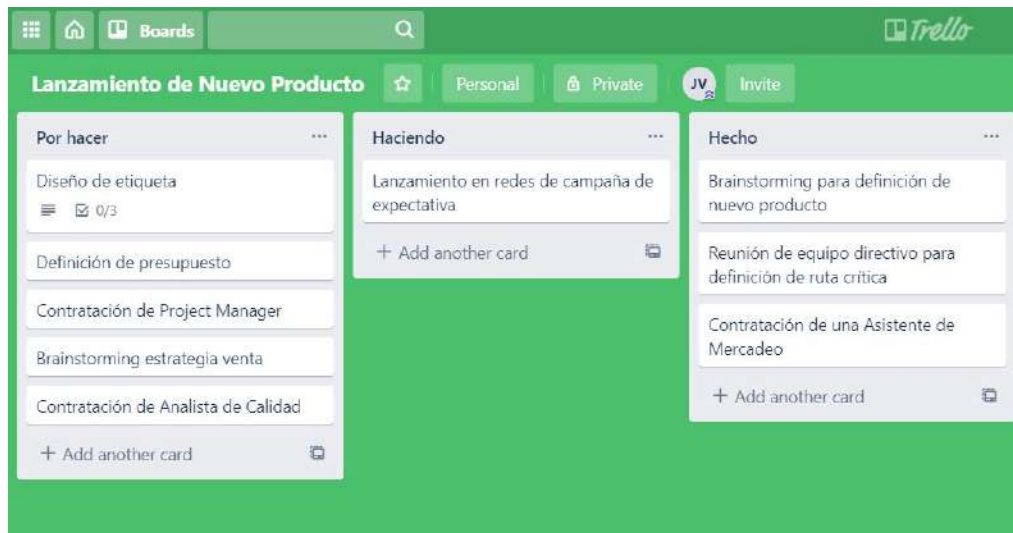 Boards
Trello
Lanzamiento de Nuevo Producto
Personal
Private
JV
Invite
Por hacer
Diseño de etiqueta
0/3
Definición de presupuesto
Contratación de Project Manager
Brainstorming estrategia venta
Contratación de Analista de Calidad
+ Add another card
Haciendo
Lanzamiento en redes de campaña de
expectativa
+ Add another card
Hecho
Brainstorming para definición de
nuevo producto
Reunión de equipo directivo para
definición de ruta crítica
Contratación de una Asistente de
Mercadeo
+ Add another card